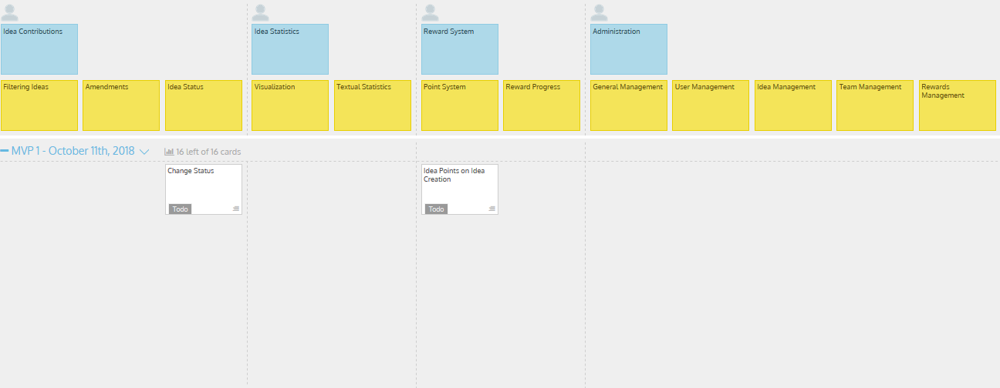 Idea Contributions
Idea Statistics
Reward System
Administration
Filtering Ideas
Amendments
Idea Status
Visualization
Textual Statistics
Point System
Reward Progress
General Management
User Management
Idea Management
Team Management
Rewards
Management
MVP 1 - October 11th, 2018
16 left of 16 cards
Change Status
Todo
Idea Points on Idea
Creation
Todo